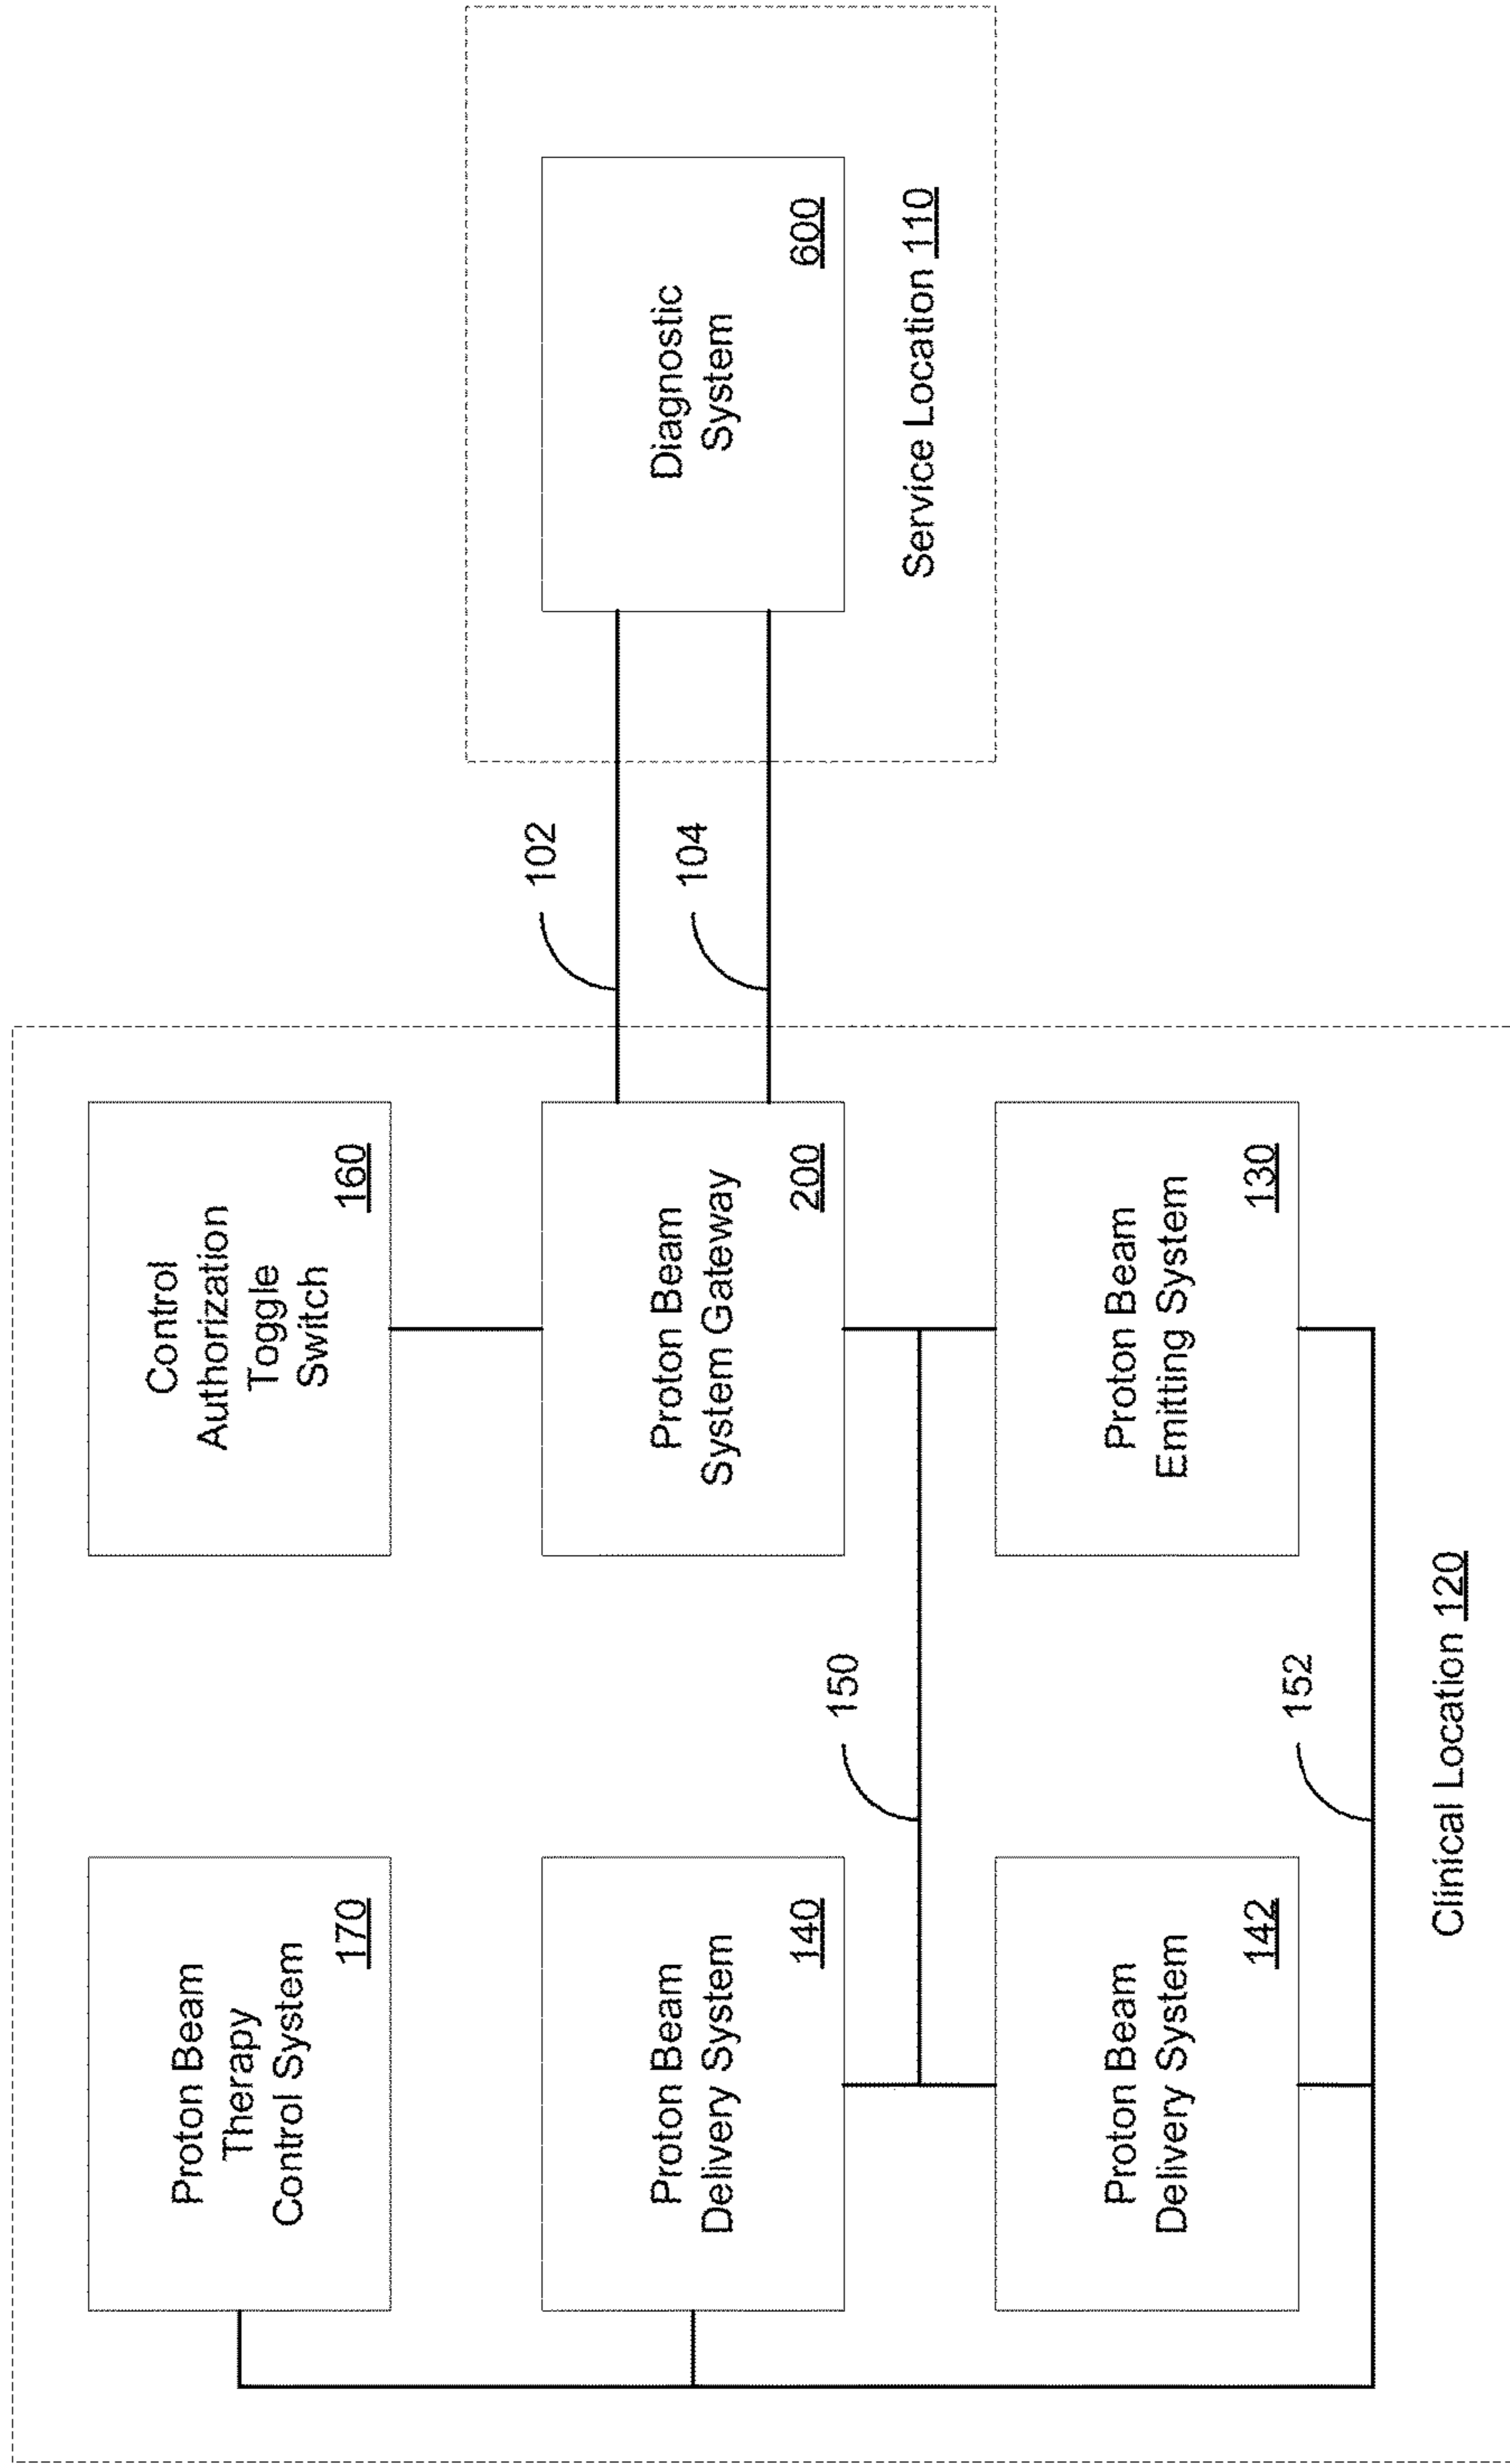 Proton Beam
Therapy
Control System
170
Control
Authorization
Toggle
Switch
160
Proton Beam
Delivery System
140
Proton Beam
System Gateway
200
102
104
Diagnostic
System
600
Service Location 110
150
Proton Beam
Delivery System
142
Proton Beam
Emitting System
130
152
Clinical Location 120